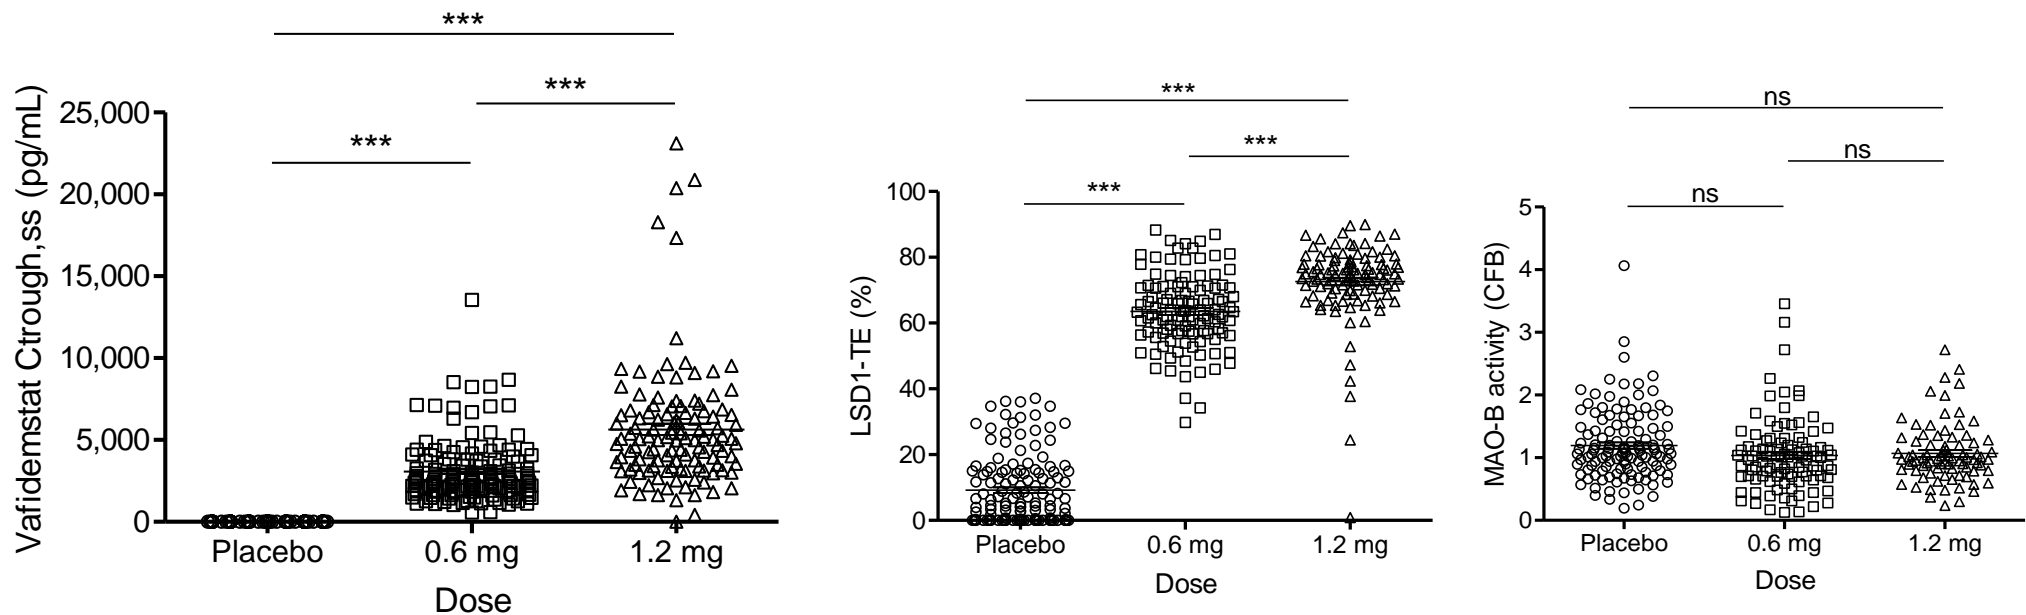 ***
***
***
Vafidemstat Ctrough,ss (pg/mL)
25,000
20,000
15,000
10,000
5,000
0
Placebo
0.6 mg
1.2 mg
Dose
***
***
***
LSD1-TE (%)
100
80
60
40
20
0
Placebo
0.6 mg
1.2 mg
Dose
ns
ns
ns
MAO-B activity (CFB)
5
4
3
2
1
0
Placebo
0.6 mg
1.2 mg
Dose